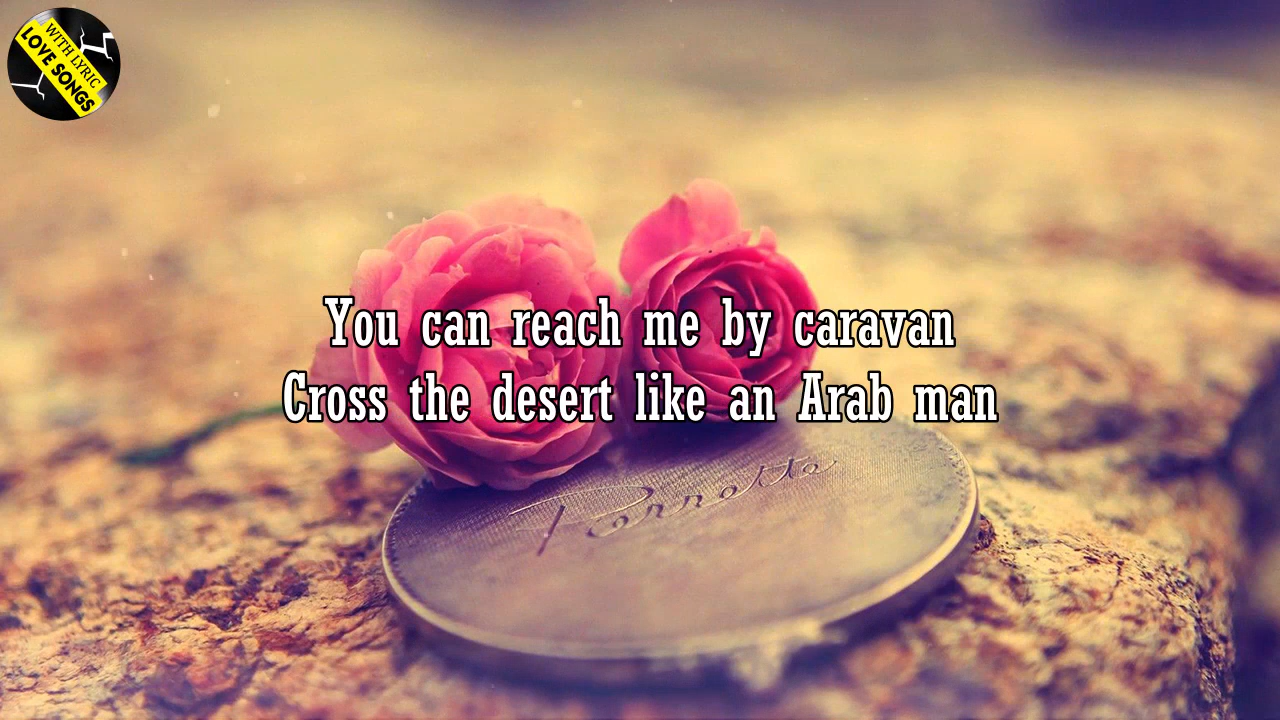 WITH LYRIC
LOVE SONGS
You can reach me by caravan
Cross the desert like an Arab man